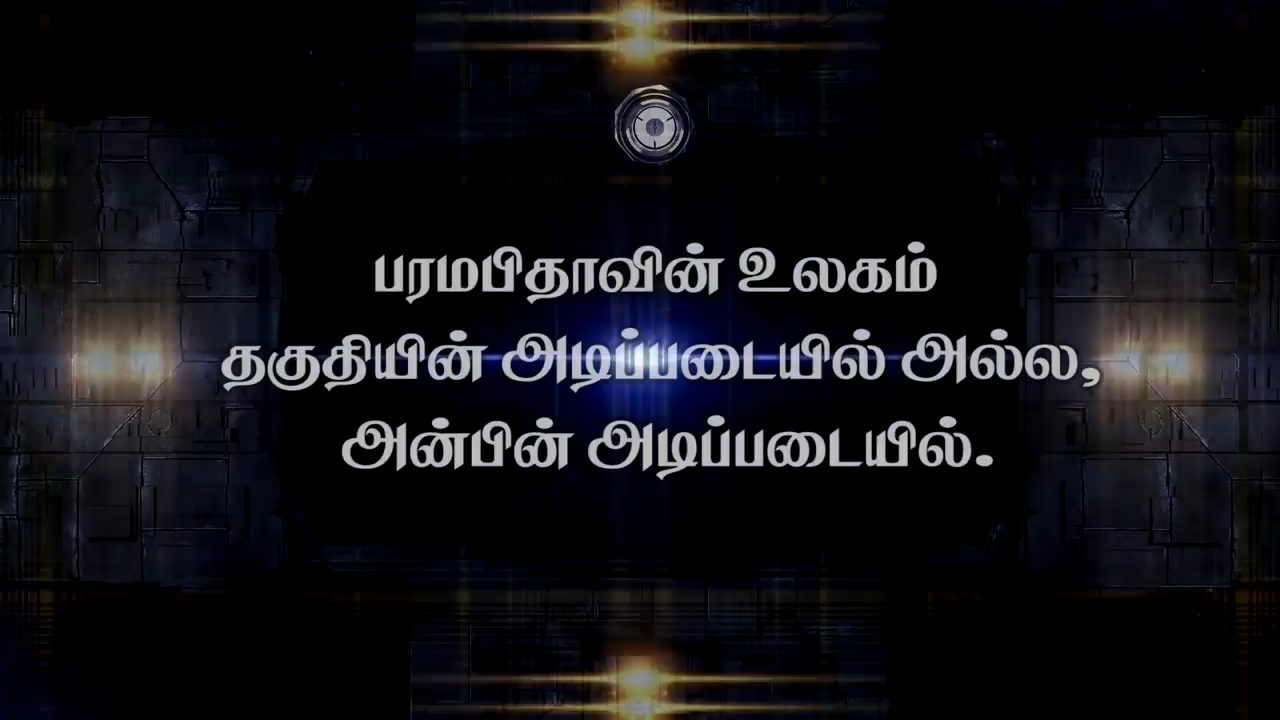 பரமபிதாவின் உலகம்
தகுதியின் அடிப்படையில் அல்ல,
அன்பின் அடிப்படையில்.